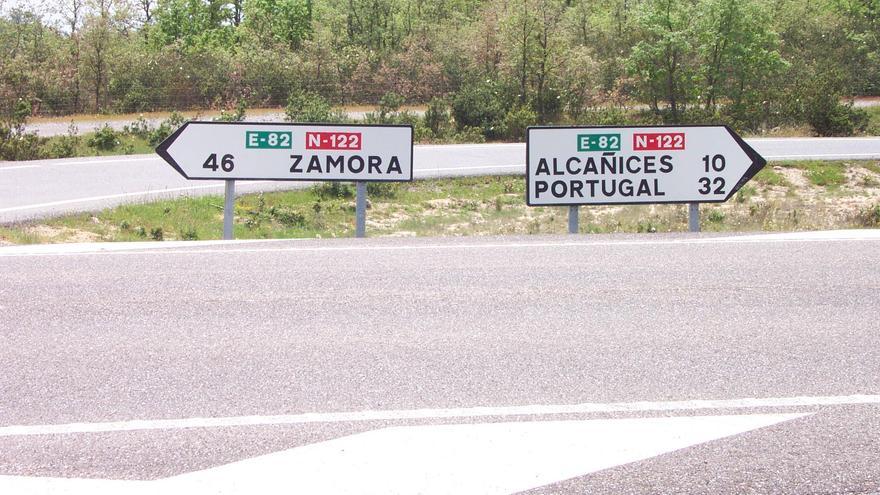 E-82 N-122
46 ZAMORA
E-82 N-122
ALCAÑICES 10
PORTUGAL 32